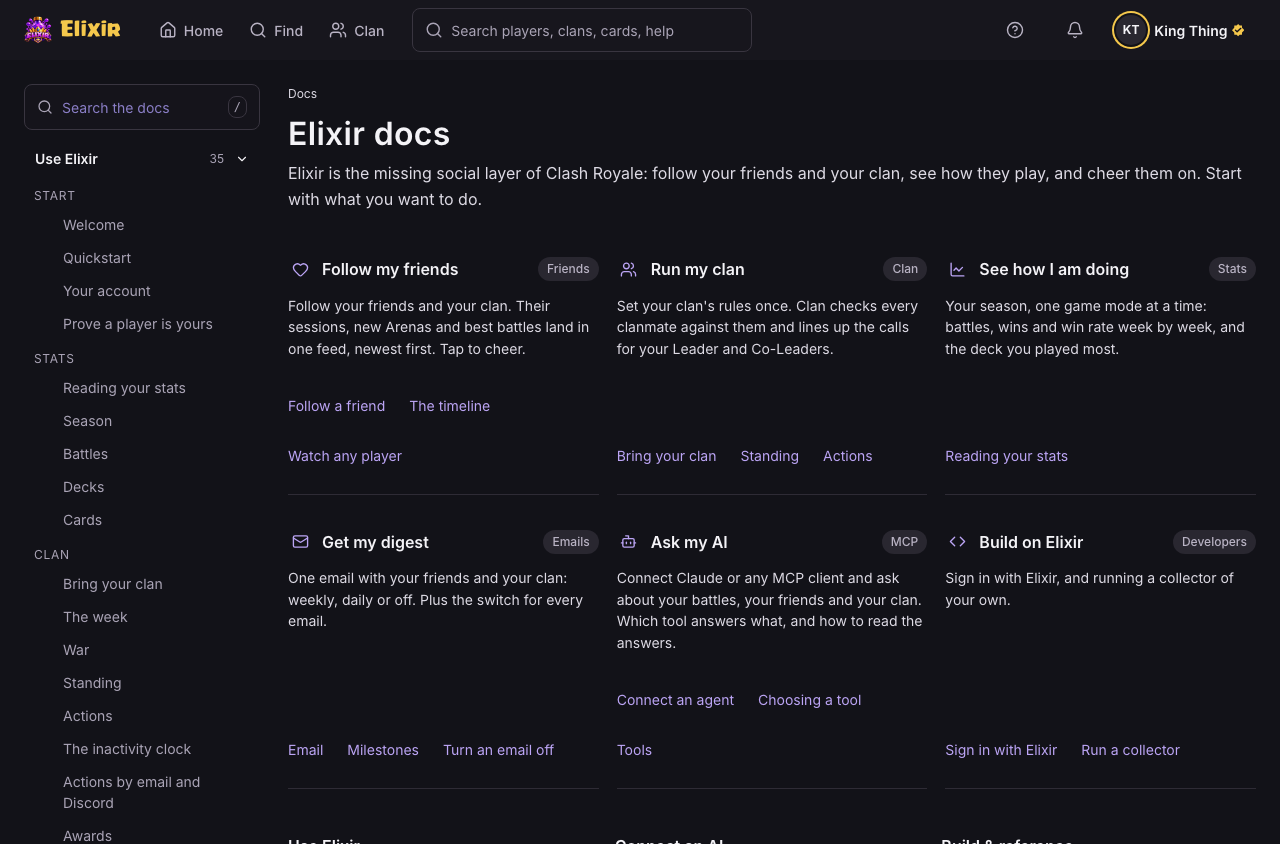 Elixir
Home
Find
Clan
Search players, clans, cards, help
KT
King Thing
Search the docs
/
Use Elixir
35
START
Welcome
Quickstart
Your account
Prove a player is yours
STATS
Reading your stats
Season
Battles
Decks
Cards
CLAN
Bring your clan
The week
War
Standing
Actions
The inactivity clock
Actions by email and
Discord
Awards
Docs
Elixir docs
Elixir is the missing social layer of Clash Royale: follow your friends and your clan, see how they play, and cheer them on. Start
with what you want to do.
Follow my friends
Friends
Follow your friends and your clan. Their
sessions, new Arenas and best battles land in
one feed, newest first. Tap to cheer.
Follow a friend
The timeline
Watch any player
Run my clan
Clan
Set your clan's rules once. Clan checks every
clanmate against them and lines up the calls
for your Leader and Co-Leaders.
Bring your clan
Standing
Actions
See how I am doing
Stats
Your season, one game mode at a time:
battles, wins and win rate week by week, and
the deck you played most.
Reading your stats
Get my digest
Emails
One email with your friends and your clan:
weekly, daily or off. Plus the switch for every
email.
Email
Milestones
Turn an email off
Ask my AI
MCP
Connect Claude or any MCP client and ask
about your battles, your friends and your clan.
Which tool answers what, and how to read the
answers.
Connect an agent
Choosing a tool
Tools
Build on Elixir
Developers
Sign in with Elixir, and running a collector of
your own.
Sign in with Elixir
Run a collector
Use Elixir
Connect an AI
Build & reference